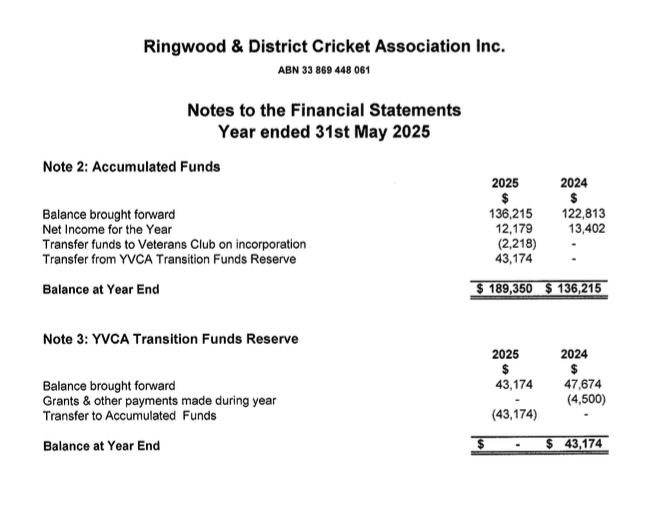 Ringwood & District Cricket Association Inc.
ABN 33 869 448 061
Notes to the Financial Statements
Year ended 31st May 2025
Note 2: Accumulated Funds
2025 2024
$ $
Balance brought forward 136,215 122,813
Net Income for the Year 12,179 13,402
Transfer funds to Veterans Club on incorporation (2,218) -
Transfer from YVCA Transition Funds Reserve 43,174 -
Balance at Year End $ 189,350 $ 136,215
Note 3: YVCA Transition Funds Reserve
2025 2024
$ $
Balance brought forward 43,174 47,674
Grants & other payments made during year - (4,500)
Transfer to Accumulated Funds (43,174) -
Balance at Year End $ - $ 43,174